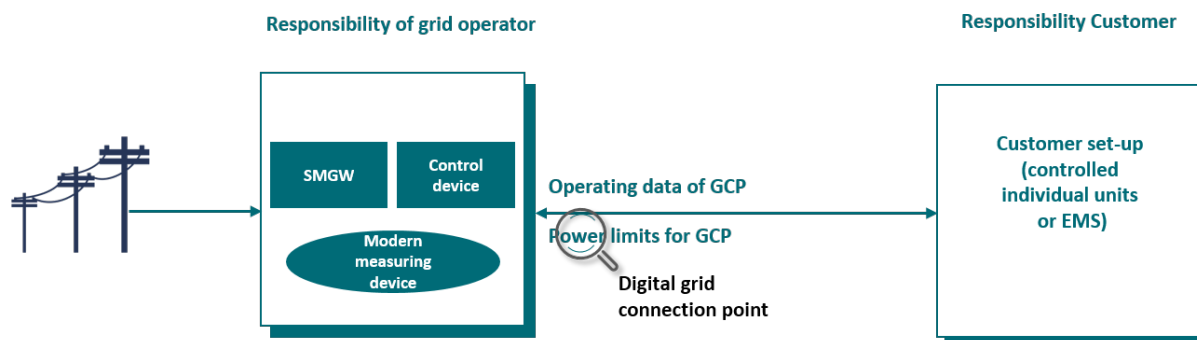 Responsibility of grid operator
Responsibility Customer
SMGW
Control
device
Modern
measuring
device
Operating data of GCP
Power limits for GCP
Digital grid
connection point
Customer set-up
(controlled
individual units
or EMS)